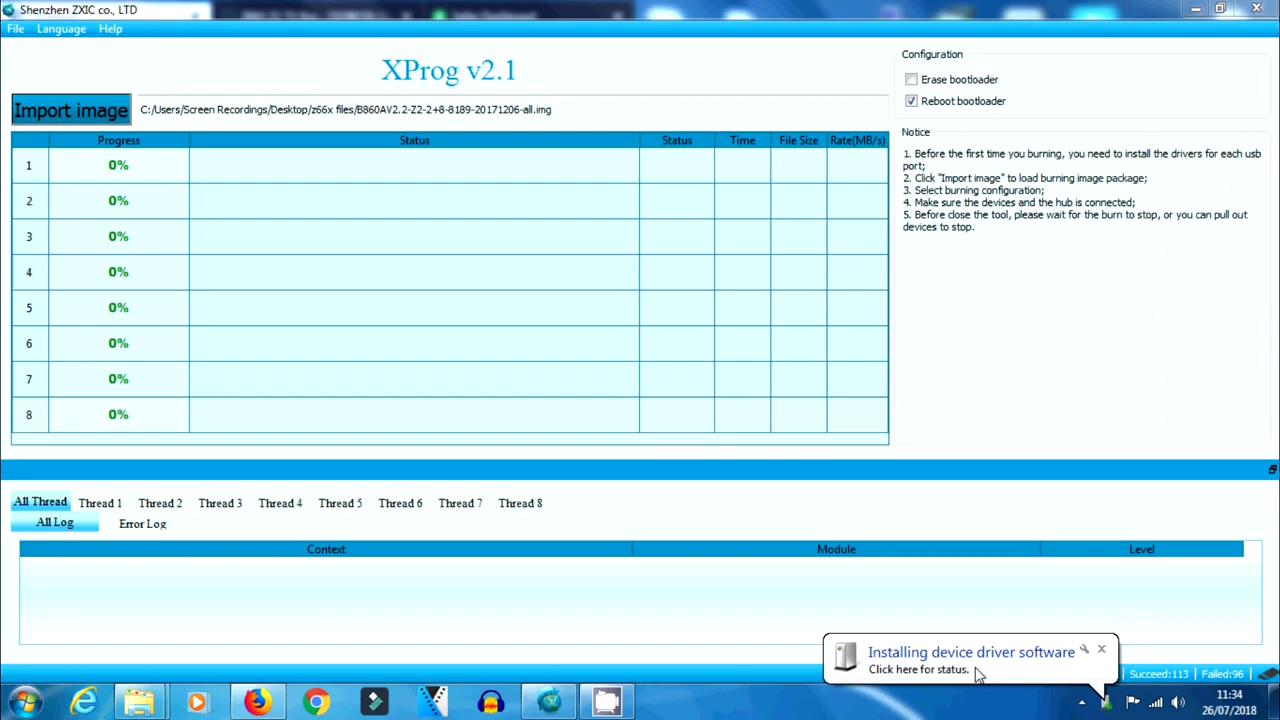 Shenzhen ZXIC co., LTD
File Language Help
XProg v2.1
Import image C:/Users/Screen Recordings/Desktop/z66x files/B860AV2.2-Z2-2+8-8189-20171206-all.img
Progress Status Status Time File Size Rate(MB/s)
1 0%
2 0%
3 0%
4 0%
5 0%
6 0%
7 0%
8 0%
Configuration
Erase bootloader
Reboot bootloader
Notice
1. Before the first time you burning, you need to install the drivers for each usb
port;
2. Click "Import image" to load burning image package;
3. Select burning configuration;
4. Make sure the devices and the hub is connected;
5. Before close the tool, please wait for the burn to stop, or you can pull out
devices to stop.
All Thread Thread 1 Thread 2 Thread 3 Thread 4 Thread 5 Thread 6 Thread 7 Thread 8
All Log Error Log
Context Module Level
Installing device driver software
Click here for status.
Succeed:113 Failed:96
11:34
26/07/2018